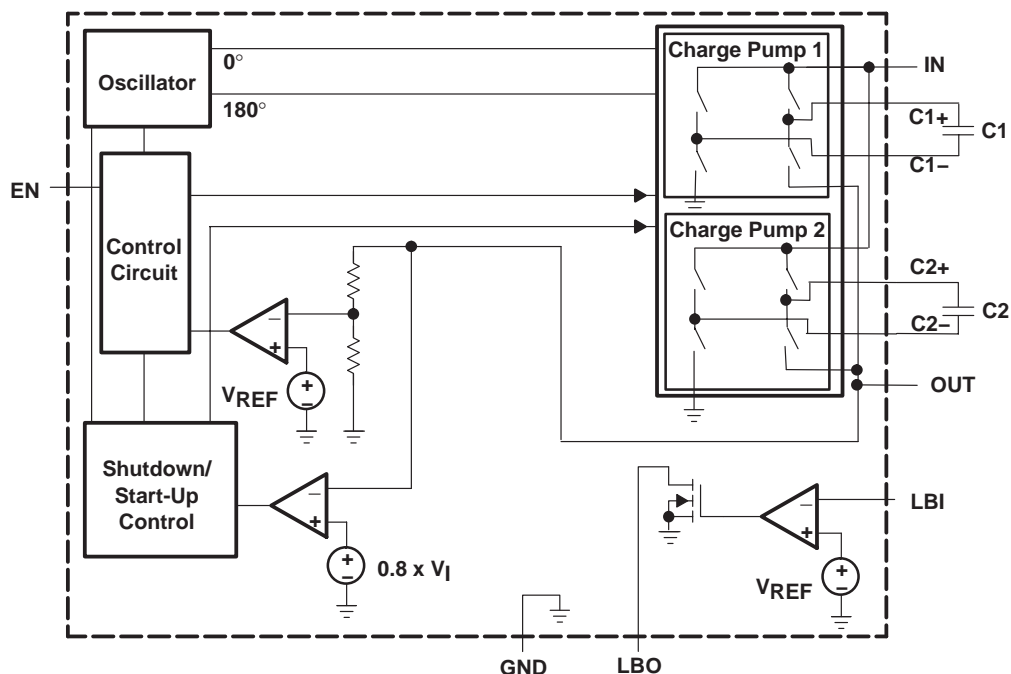 Oscillator
0°
180°
Charge Pump 1
IN
C1+
C1
C1–
EN
Control
Circuit
Charge Pump 2
C2+
C2
C2–
–
+
VREF
+
–
OUT
Shutdown/
Start-Up
Control
–
+
+
–
0.8 x VI
LBI
–
+
VREF
+
–
GND
LBO